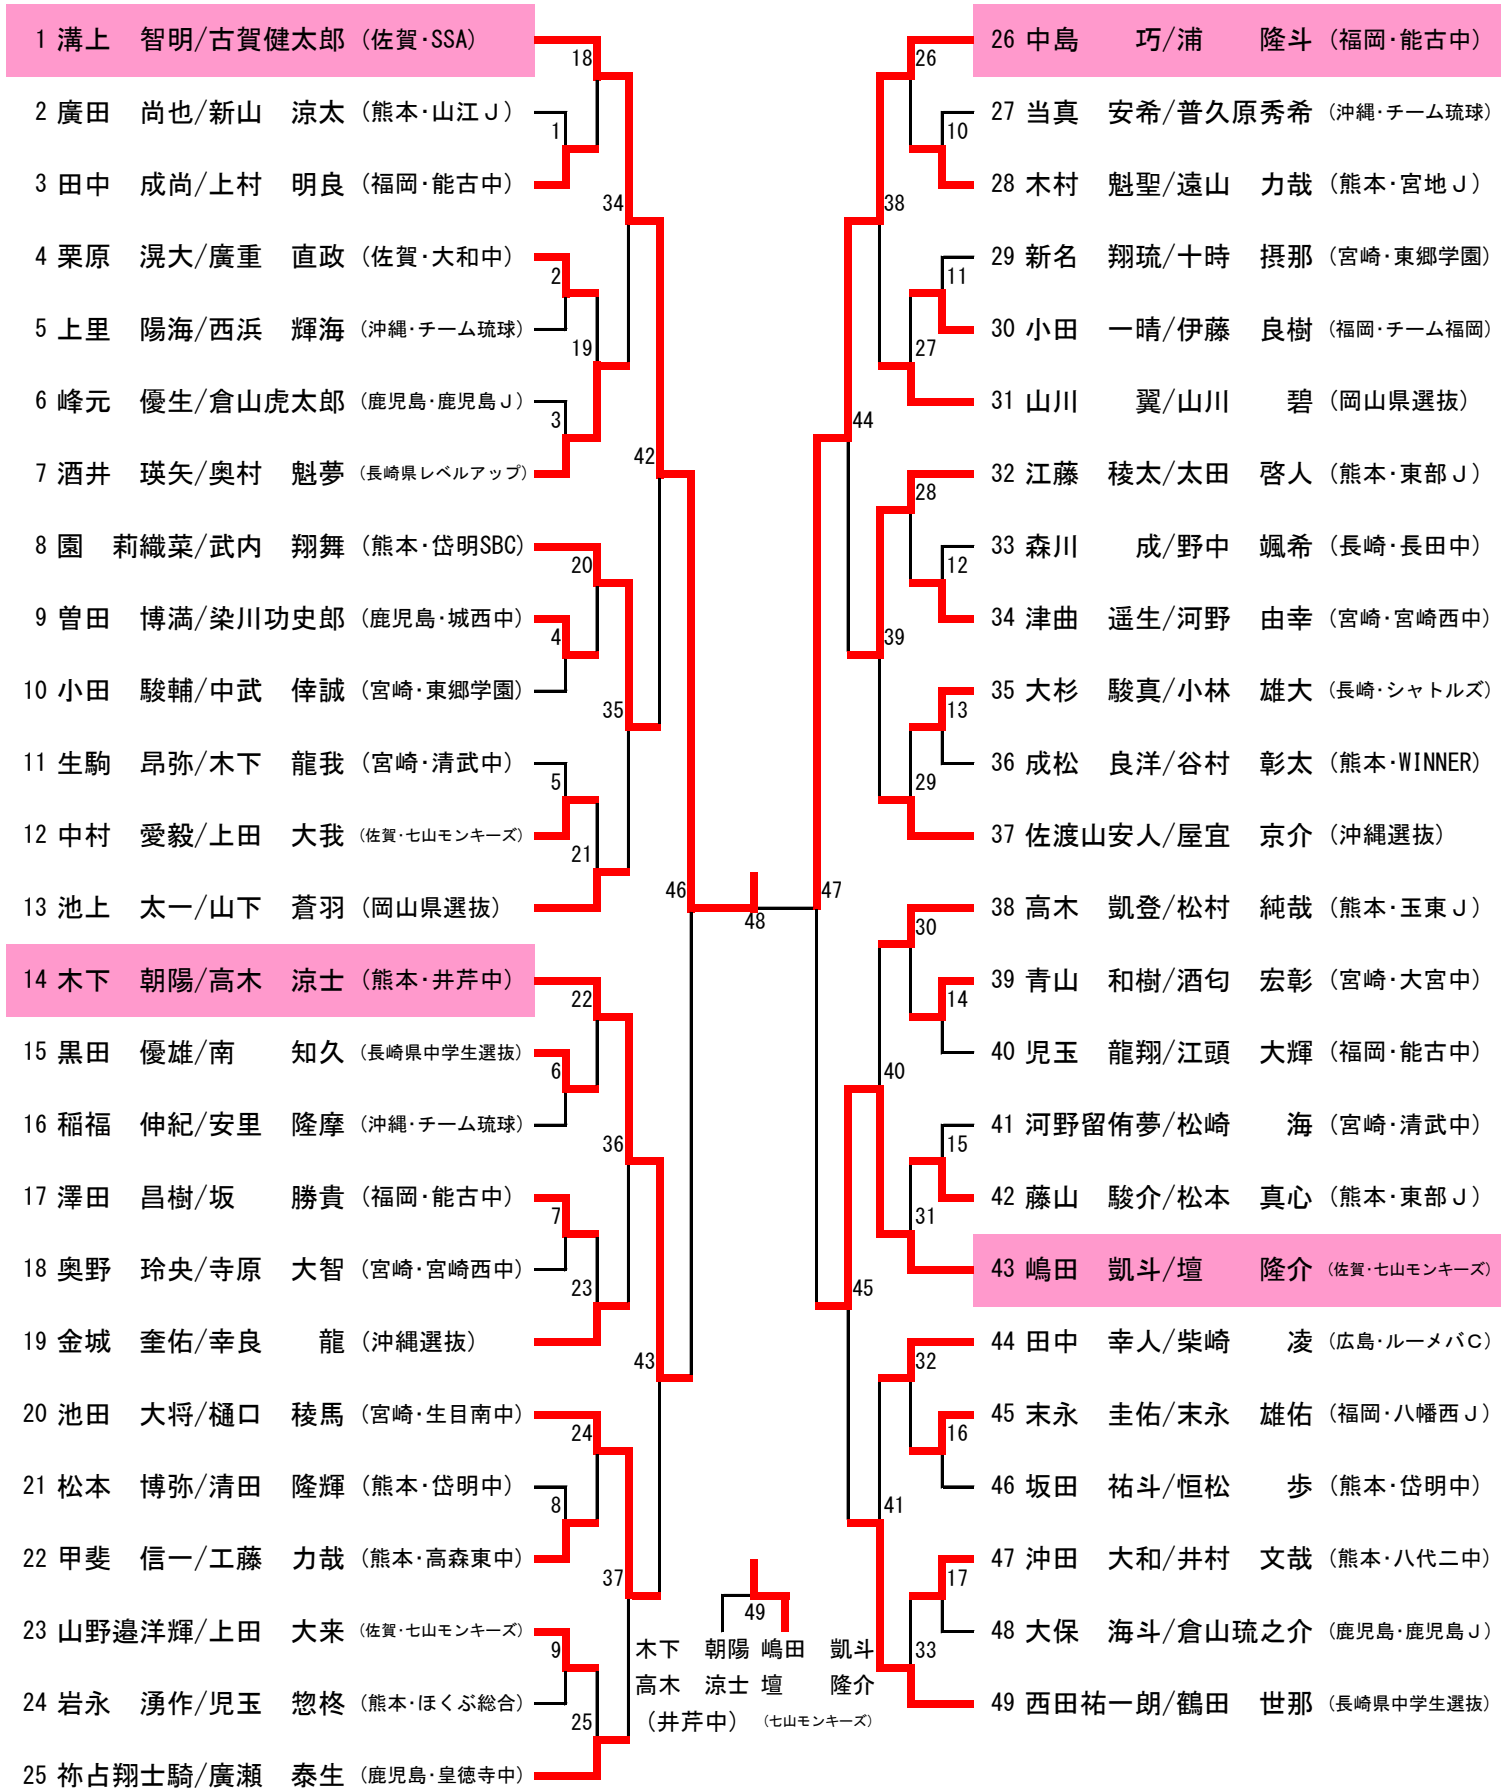 1 溝上　智明/古賀健太郎 (佐賀・SSA)
2 廣田　尚也/新山　涼太 (熊本・山江Ｊ)
3 田中　成尚/上村　明良 (福岡・能古中)
4 栗原　滉大/廣重　直政 (佐賀・大和中)
5 上里　陽海/西浜　輝海 (沖縄・チーム琉球)
6 峰元　優生/倉山虎太郎 (鹿児島・鹿児島Ｊ)
7 酒井　瑛矢/奥村　魁夢 (長崎県レベルアップ)
8 園　莉織菜/武内　翔舞 (熊本・岱明SBC)
9 曽田　博満/染川功史郎 (鹿児島・城西中)
10 小田　駿輔/中武　倖誠 (宮崎・東郷学園)
11 生駒　昂弥/木下　龍我 (宮崎・清武中)
12 中村　愛毅/上田　大我 (佐賀・七山モンキーズ)
13 池上　太一/山下　蒼羽 (岡山県選抜)
14 木下　朝陽/高木　涼士 (熊本・井芹中)
15 黒田　優雄/南　　知久 (長崎県中学生選抜)
16 稲福　伸紀/安里　隆摩 (沖縄・チーム琉球)
17 澤田　昌樹/坂　　勝貴 (福岡・能古中)
18 奥野　玲央/寺原　大智 (宮崎・宮崎西中)
19 金城　奎佑/幸良　　龍 (沖縄選抜)
20 池田　大将/樋口　稜馬 (宮崎・生目南中)
21 松本　博弥/清田　隆輝 (熊本・岱明中)
22 甲斐　信一/工藤　力哉 (熊本・高森東中)
23 山野邉洋輝/上田　大来 (佐賀・七山モンキーズ)
24 岩永　湧作/児玉　惣柊 (熊本・ほくぶ総合)
25 祢占翔士騎/廣瀬　泰生 (鹿児島・皇徳寺中)
18
1
34
2
19
3
42
20
4
35
5
21
46
22
6
36
7
23
43
24
8
37
9
25
48
49
木下　朝陽 嶋田　凱斗
高木　涼士 壇　　隆介
(井芹中) (七山モンキーズ)
26
10
38
11
27
44
28
12
39
13
29
47
30
14
40
15
31
45
32
16
41
17
33
26 中島　　巧/浦　　隆斗 (福岡・能古中)
27 当真　安希/普久原秀希 (沖縄・チーム琉球)
28 木村　魁聖/遠山　力哉 (熊本・宮地Ｊ)
29 新名　翔琉/十時　摂那 (宮崎・東郷学園)
30 小田　一晴/伊藤　良樹 (福岡・チーム福岡)
31 山川　　翼/山川　　碧 (岡山県選抜)
32 江藤　稜太/太田　啓人 (熊本・東部Ｊ)
33 森川　　成/野中　颯希 (長崎・長田中)
34 津曲　遥生/河野　由幸 (宮崎・宮崎西中)
35 大杉　駿真/小林　雄大 (長崎・シャトルズ)
36 成松　良洋/谷村　彰太 (熊本・WINNER)
37 佐渡山安人/屋宜　京介 (沖縄選抜)
38 高木　凱登/松村　純哉 (熊本・玉東Ｊ)
39 青山　和樹/酒匂　宏彰 (宮崎・大宮中)
40 児玉　龍翔/江頭　大輝 (福岡・能古中)
41 河野留侑夢/松崎　　海 (宮崎・清武中)
42 藤山　駿介/松本　真心 (熊本・東部Ｊ)
43 嶋田　凱斗/壇　　隆介 (佐賀・七山モンキーズ)
44 田中　幸人/柴崎　　凌 (広島・ルーメバＣ)
45 末永　圭佑/末永　雄佑 (福岡・八幡西Ｊ)
46 坂田　祐斗/恒松　　歩 (熊本・岱明中)
47 沖田　大和/井村　文哉 (熊本・八代二中)
48 大保　海斗/倉山琉之介 (鹿児島・鹿児島Ｊ)
49 西田祐一朗/鶴田　世那 (長崎県中学生選抜)